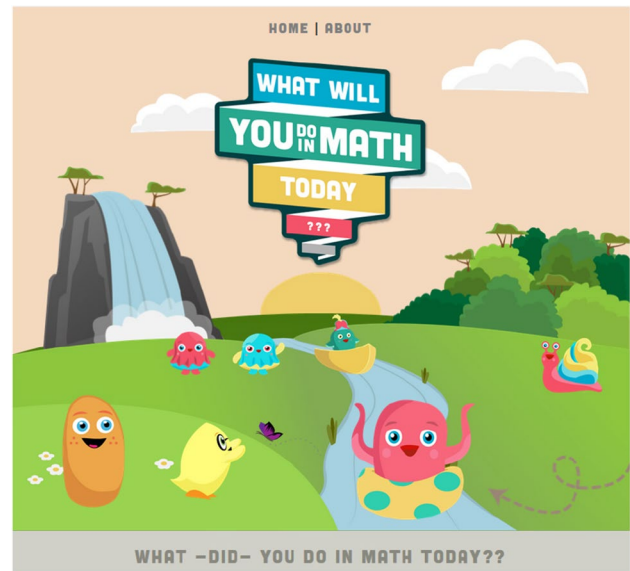 HOME | ABOUT
WHAT WILL
YOU DO IN MATH
TODAY
???
WHAT –DID– YOU DO IN MATH TODAY??